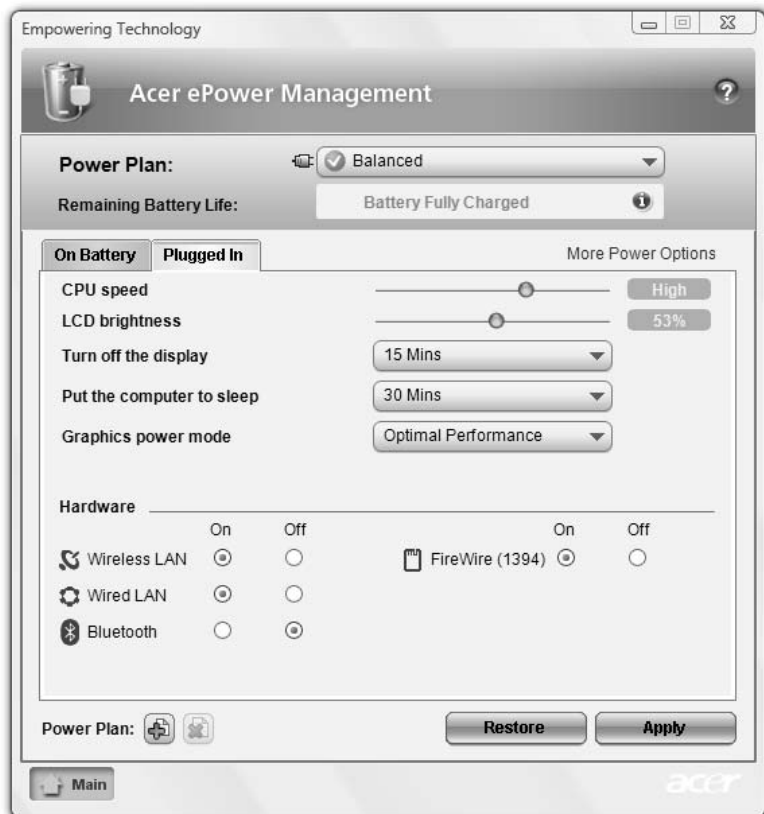 Empowering Technology
Acer ePower Management
?
Power Plan: Balanced
Remaining Battery Life: Battery Fully Charged
On Battery Plugged In More Power Options
CPU speed High
LCD brightness 53%
Turn off the display 15 Mins
Put the computer to sleep 30 Mins
Graphics power mode Optimal Performance
Hardware
On Off On Off
Wireless LAN FireWire (1394)
Wired LAN
Bluetooth
Power Plan: Restore Apply
Main acer